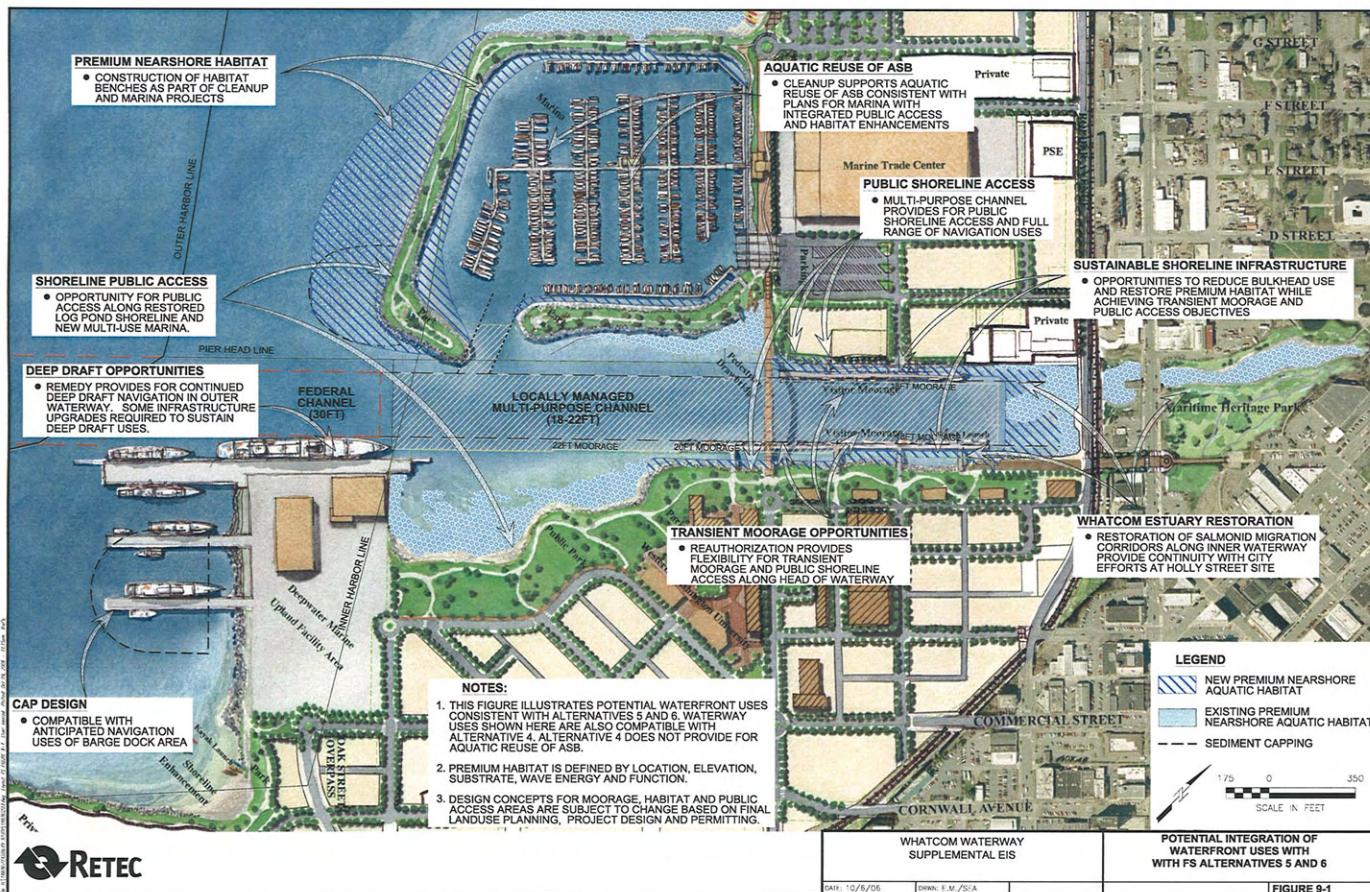 PREMIUM NEARSHORE HABITAT
• CONSTRUCTION OF HABITAT
BENCHES AS PART OF CLEANUP
AND MARINA PROJECTS
OUTER HARBOR LINE
SHORELINE PUBLIC ACCESS
• OPPORTUNITY FOR PUBLIC
ACCESS ALONG RESTORED
LOG POND SHORELINE AND
NEW MULTI-USE MARINA.
PIER HEAD LINE
DEEP DRAFT OPPORTUNITIES
• REMEDY PROVIDES FOR CONTINUED
DEEP DRAFT NAVIGATION IN OUTER
WATERWAY. SOME INFRASTRUCTURE
UPGRADES REQUIRED TO SUSTAIN
DEEP DRAFT USES.
FEDERAL
CHANNEL
(30FT)
LOCALLY MANAGED
MULTI-PURPOSE CHANNEL
(18-22FT)
22FT MOORAGE
20FT MOORAGE
Marina
AQUATIC REUSE OF ASB
• CLEANUP SUPPORTS AQUATIC
REUSE OF ASB CONSISTENT WITH
PLANS FOR MARINA WITH
INTEGRATED PUBLIC ACCESS
AND HABITAT ENHANCEMENTS
Private
PSE
Marine Trade Center
PUBLIC SHORELINE ACCESS
• MULTI-PURPOSE CHANNEL
PROVIDES FOR PUBLIC
SHORELINE ACCESS AND FULL
RANGE OF NAVIGATION USES
G STREET
F STREET
E STREET
D STREET
SUSTAINABLE SHORELINE INFRASTRUCTURE
• OPPORTUNITIES TO REDUCE BULKHEAD USE
AND RESTORE PREMIUM HABITAT WHILE
ACHIEVING TRANSIENT MOORAGE AND
PUBLIC ACCESS OBJECTIVES
Private
Visitor Moorage
Visitor Moorage
Maritime Heritage Park
TRANSIENT MOORAGE OPPORTUNITIES
• REAUTHORIZATION PROVIDES
FLEXIBILITY FOR TRANSIENT
MOORAGE AND PUBLIC SHORELINE
ACCESS ALONG HEAD OF WATERWAY
WHATCOM ESTUARY RESTORATION
• RESTORATION OF SALMONID MIGRATION
CORRIDORS ALONG INNER WATERWAY
PROVIDE CONTINUITY WITH CITY
EFFORTS AT HOLLY STREET SITE
Public Park
INNER HARBOR LINE
Deepwater Marine
Upland Facility Area
CAP DESIGN
• COMPATIBLE WITH
ANTICIPATED NAVIGATION
USES OF BARGE DOCK AREA
Shoreline
Enhancement
Park
OAK STREET
OVERPASS
NOTES:
1. THIS FIGURE ILLUSTRATES POTENTIAL WATERFRONT USES
CONSISTENT WITH ALTERNATIVES 5 AND 6. WATERWAY
USES SHOWN HERE ARE ALSO COMPATIBLE WITH
ALTERNATIVE 4. ALTERNATIVE 4 DOES NOT PROVIDE FOR
AQUATIC REUSE OF ASB.
2. PREMIUM HABITAT IS DEFINED BY LOCATION, ELEVATION,
SUBSTRATE, WAVE ENERGY AND FUNCTION.
3. DESIGN CONCEPTS FOR MOORAGE, HABITAT AND PUBLIC
ACCESS AREAS ARE SUBJECT TO CHANGE BASED ON FINAL
LANDUSE PLANNING, PROJECT DESIGN AND PERMITTING.
COMMERCIAL STREET
CORNWALL AVENUE
LEGEND
NEW PREMIUM NEARSHORE
AQUATIC HABITAT
EXISTING PREMIUM
NEARSHORE AQUATIC HABITAT
SEDIMENT CAPPING
175 0 350
SCALE IN FEET
RETEC
WHATCOM WATERWAY
SUPPLEMENTAL EIS
DATE: 10/6/06
DRWN: E.M./SEA
POTENTIAL INTEGRATION OF
WATERFRONT USES WITH
WITH FS ALTERNATIVES 5 AND 6
FIGURE 9-1